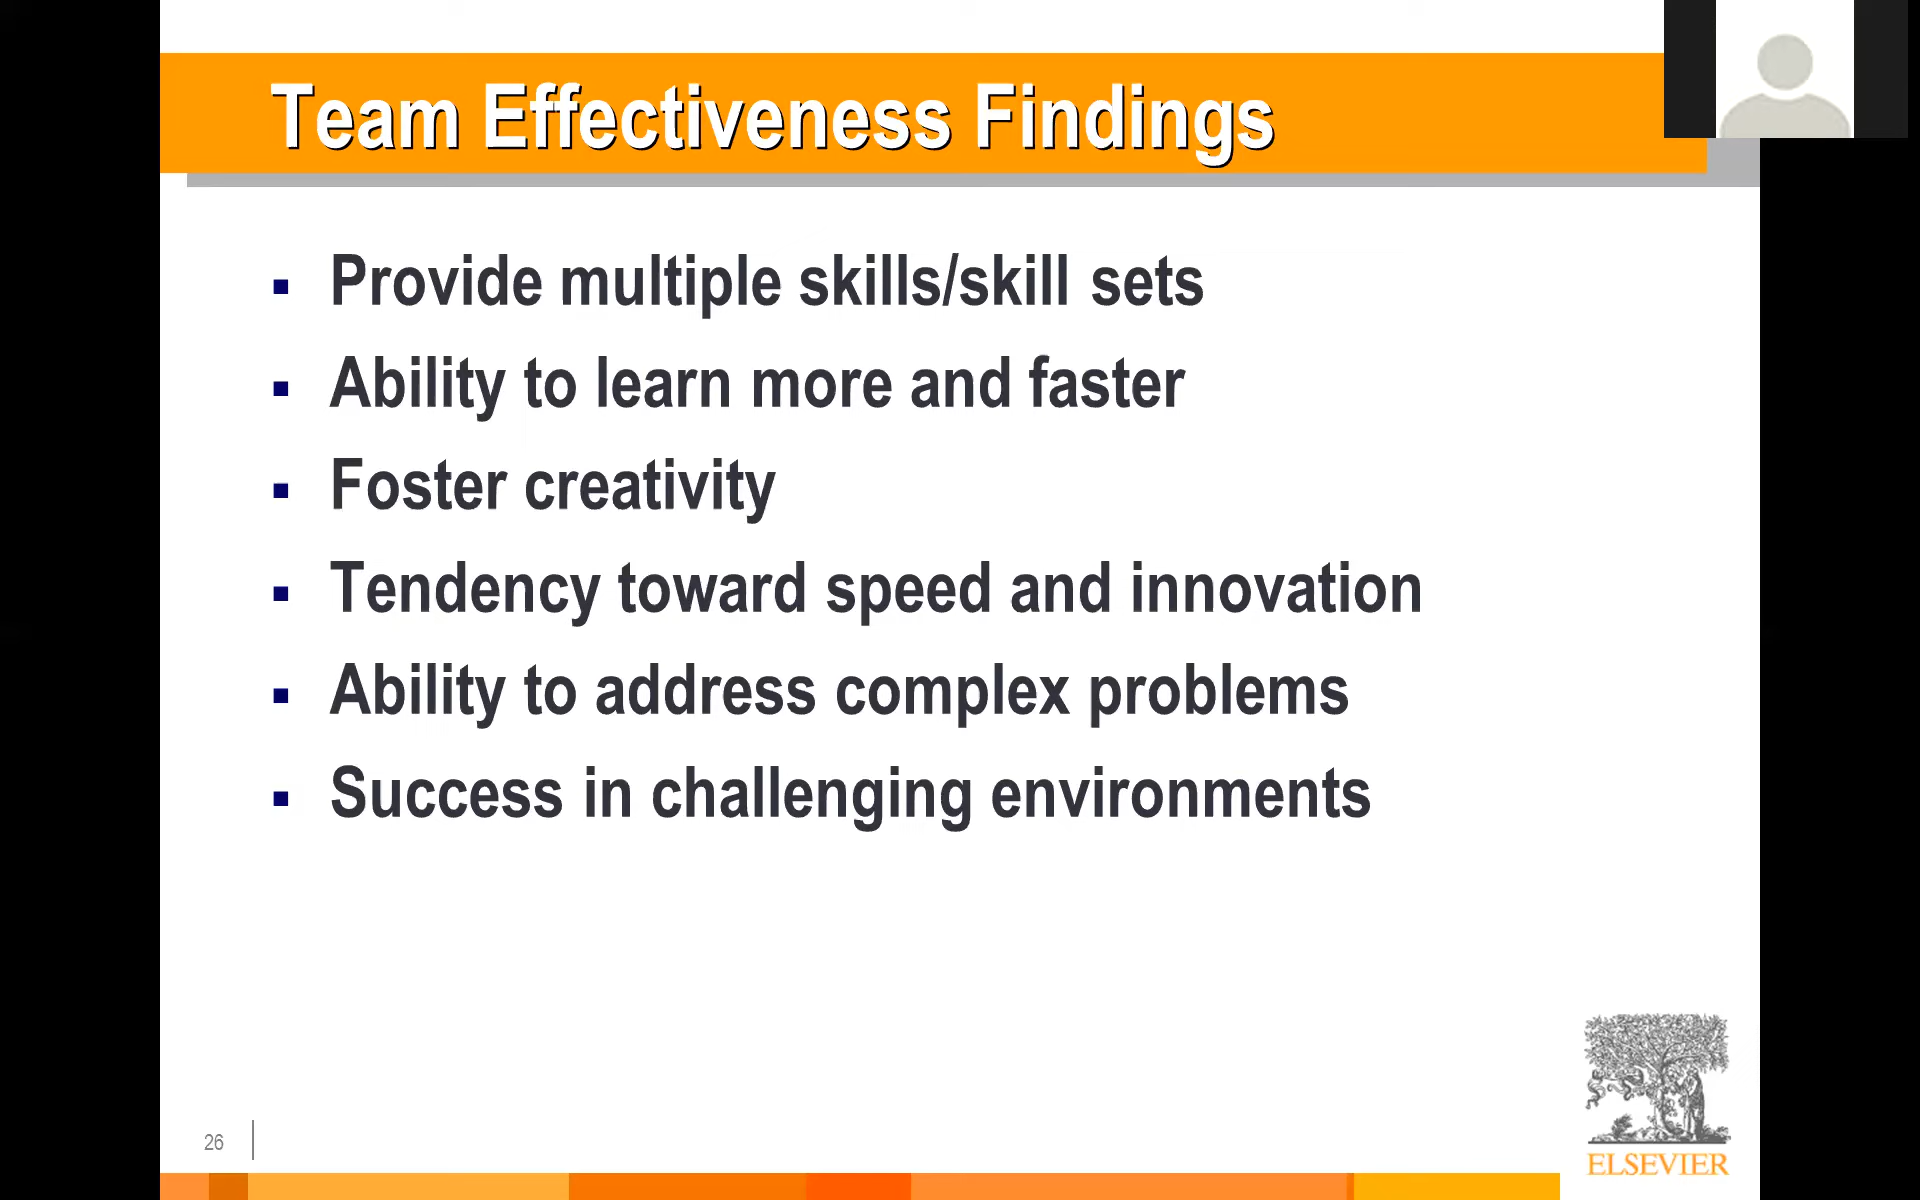 Team Effectiveness Findings
Provide multiple skills/skill sets
Ability to learn more and faster
Foster creativity
Tendency toward speed and innovation
Ability to address complex problems
Success in challenging environments
26
ELSEVIER